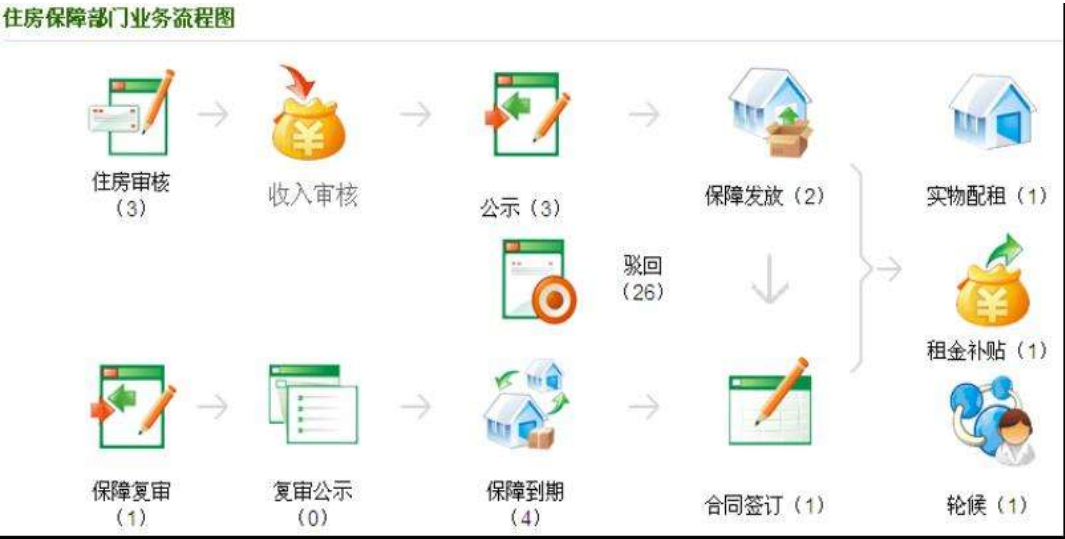 住房保障部门业务流程图
住房审核
（3）
收入审核
公示（3）
保障发放（2）
实物配租（1）
驳回
（26）
租金补贴（1）
保障复审
（1）
复审公示
（0）
保障到期
（4）
合同签订（1）
轮候（1）